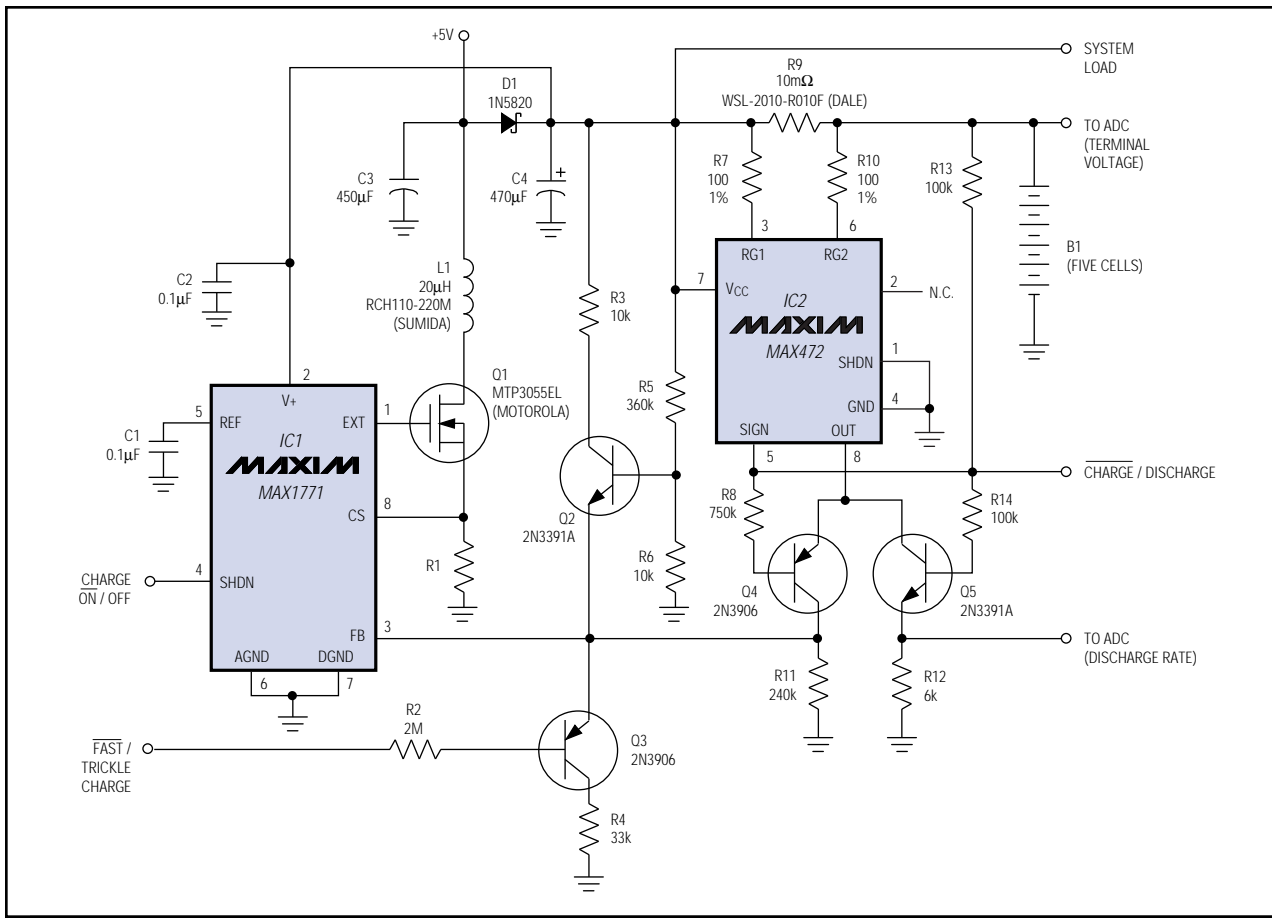 +5V
SYSTEM
LOAD
D1
1N5820
R9
10mΩ
WSL-2010-R010F (DALE)
TO ADC
(TERMINAL
VOLTAGE)
C3
450µF
C4
470µF
+
R7
100
1%
R10
100
1%
R13
100k
3
6
RG1
RG2
B1
(FIVE CELLS)
C2
0.1µF
L1
20µH
RCH110-220M
(SUMIDA)
R3
10k
7
VCC
IC2
MAXIM
MAX472
2
N.C.
1
SHDN
4
GND
SIGN
OUT
5
8
R5
360k
2
V+
Q1
MTP3055EL
(MOTOROLA)
5
REF
EXT
1
C1
0.1µF
IC1
MAXIM
MAX1771
CS
8
Q2
2N3391A
R8
750k
CHARGE / DISCHARGE
R14
100k
R1
R6
10k
Q4
2N3906
Q5
2N3391A
CHARGE
ON / OFF
4
SHDN
FB
3
TO ADC
(DISCHARGE RATE)
AGND
DGND
6
7
R11
240k
R12
6k
R2
2M
FAST /
TRICKLE
CHARGE
Q3
2N3906
R4
33k